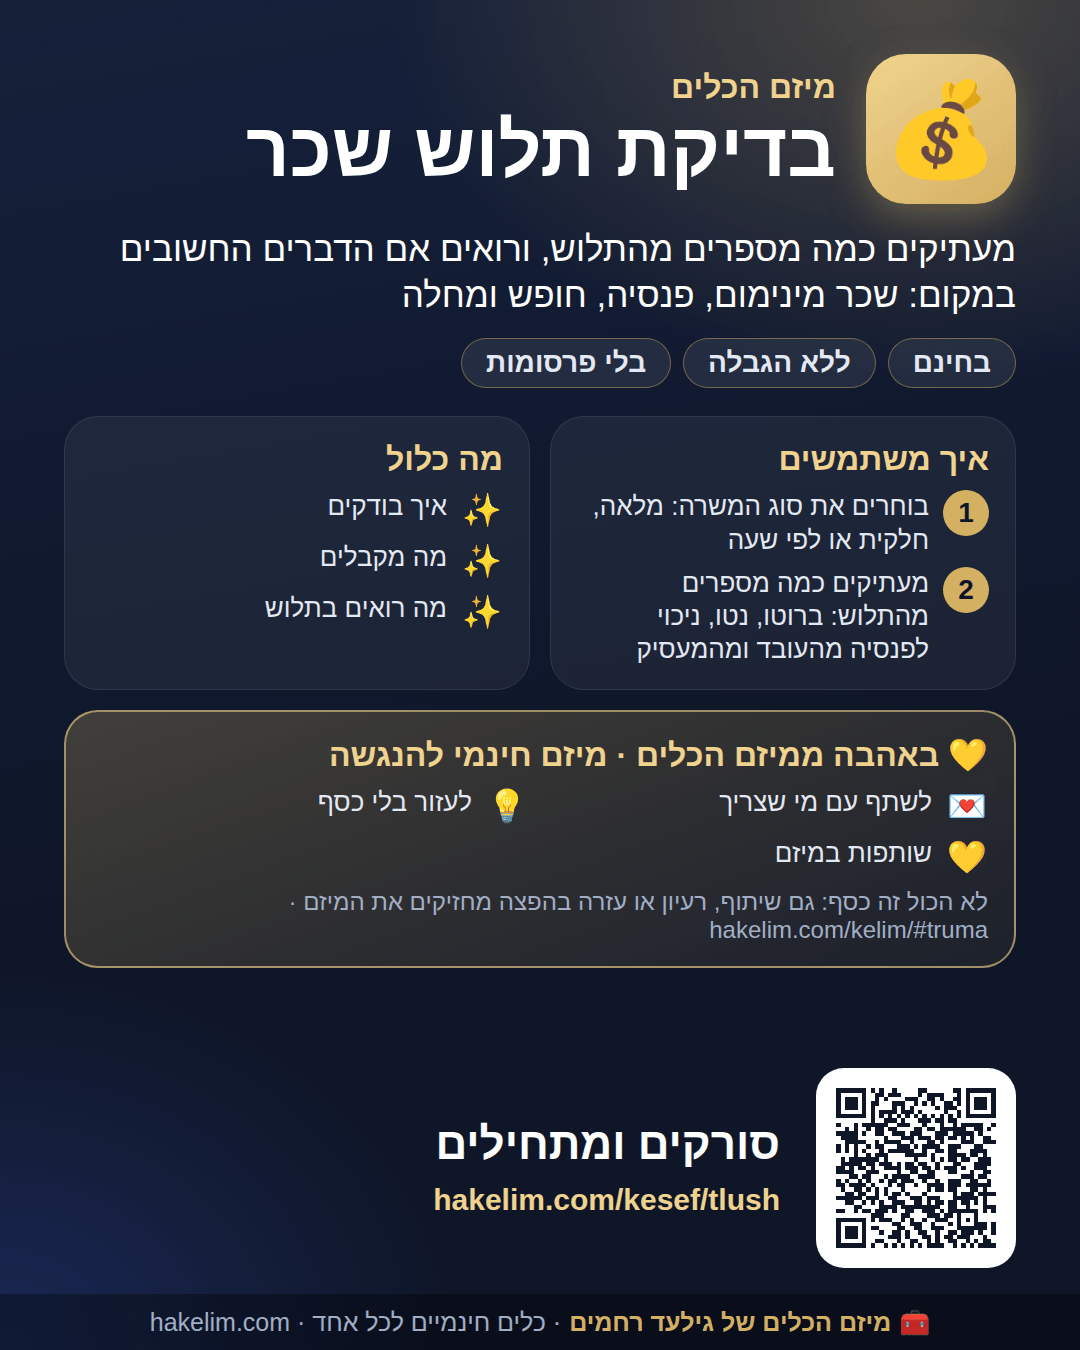 מיזם הכלים
בדיקת תלוש שכר
מעתיקים כמה מספרים מהתלוש, ורואים אם הדברים החשובים
במקום: שכר מינימום, פנסיה, חופש ומחלה
בחינם
ללא הגבלה
בלי פרסומות
איך משתמשים
1 בוחרים את סוג המשרה: מלאה,
חלקית או לפי שעה
2 מעתיקים כמה מספרים
מהתלוש: ברוטו, נטו, ניכוי
לפנסיה מהעובד ומהמעסיק
מה כלול
✨ איך בודקים
✨ מה מקבלים
✨ מה רואים בתלוש
💛 באהבה ממיזם הכלים · מיזם חינמי להנגשה
💌 לשתף עם מי שצריך
💡 לעזור בלי כסף
💛 שותפות במיזם
לא הכול זה כסף: גם שיתוף, רעיון או עזרה בהפצה מחזיקים את המיזם ·
hakelim.com/kelim/#truma
סורקים ומתחילים
hakelim.com/kesef/tlush
🧰 מיזם הכלים של גילעד רחמים · כלים חינמיים לכל אחד · hakelim.com